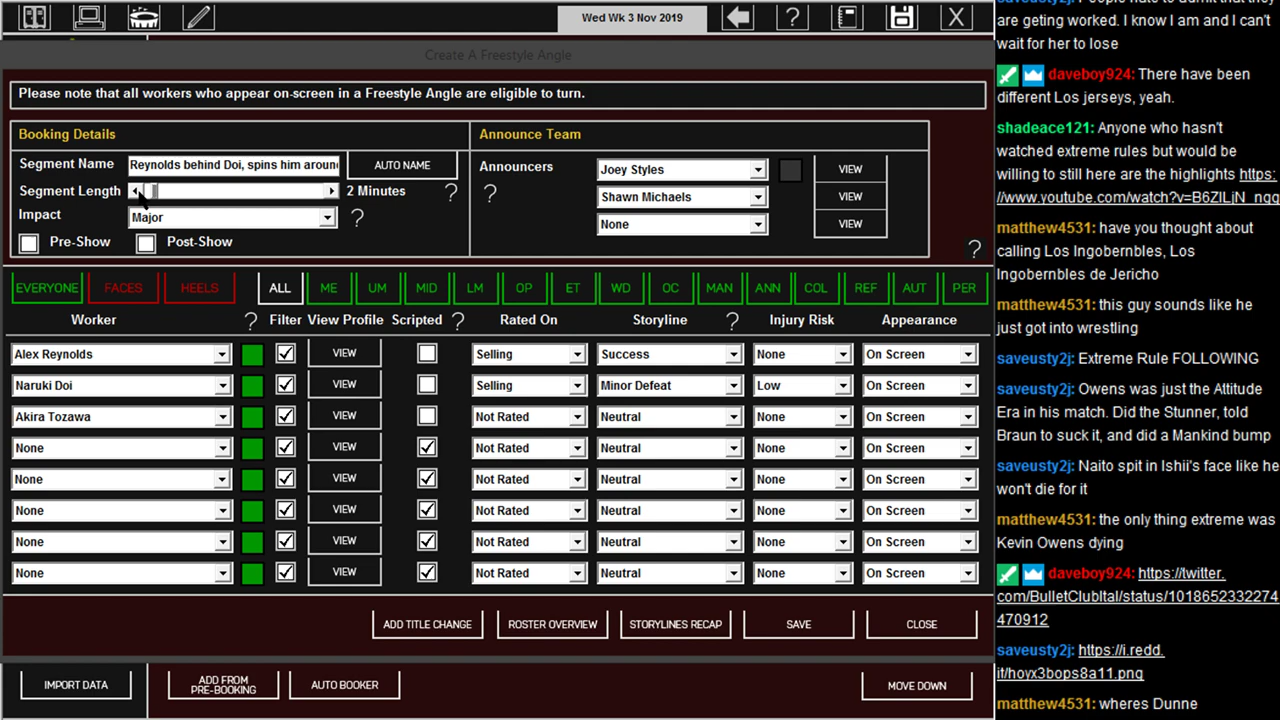 Wed Wk 3 Nov 2019
?
X
Create A Freestyle Angle
Please note that all workers who appear on-screen in a Freestyle Angle are eligible to turn.
Booking Details
Segment Name
Reynolds behind Doi, spins him aroun
AUTO NAME
Segment Length
2 Minutes
?
Impact
Major
?
Pre-Show
Post-Show
Announce Team
Announcers
?
Joey Styles
VIEW
Shawn Michaels
VIEW
None
VIEW
?
EVERYONE FACES HEELS ALL ME UM MID LM OP ET WD OC MAN ANN COL REF AUT PER
Worker ? Filter View Profile Scripted ? Rated On Storyline ? Injury Risk Appearance
Alex Reynolds VIEW Selling Success None On Screen
Naruki Doi VIEW Selling Minor Defeat Low On Screen
Akira Tozawa VIEW Not Rated Neutral None On Screen
None VIEW Not Rated Neutral None On Screen
None VIEW Not Rated Neutral None On Screen
None VIEW Not Rated Neutral None On Screen
None VIEW Not Rated Neutral None On Screen
None VIEW Not Rated Neutral None On Screen
ADD TITLE CHANGE ROSTER OVERVIEW STORYLINES RECAP SAVE CLOSE
IMPORT DATA
ADD FROM
PRE-BOOKING
AUTO BOOKER
MOVE DOWN
are geting worked. I know I am and I can't
wait for her to lose
daveboy924: There have been
different Los jerseys, yeah.
shadeace121: Anyone who hasn't
watched extreme rules but would be
willing to still here are the highlights https:
//www.youtube.com/watch?v=B6ZlLjN_ngg
matthew4531: have you thought about
calling Los Ingobernbles, Los
Ingobernbles de Jericho
matthew4531: this guy sounds like he
just got into wrestling
saveusty2j: Extreme Rule FOLLOWING
saveusty2j: Owens was just the Attitude
Era in his match. Did the Stunner, told
Braun to suck it, and did a Mankind bump
saveusty2j: Naito spit in Ishii's face like he
won't die for it
matthew4531: the only thing extreme was
Kevin Owens dying
daveboy924: https://twitter.
com/BulletClubItal/status/1018652332274
470912
saveusty2j: https://i.redd.
it/hoyx3bops8a11.png
matthew4531: wheres Dunne